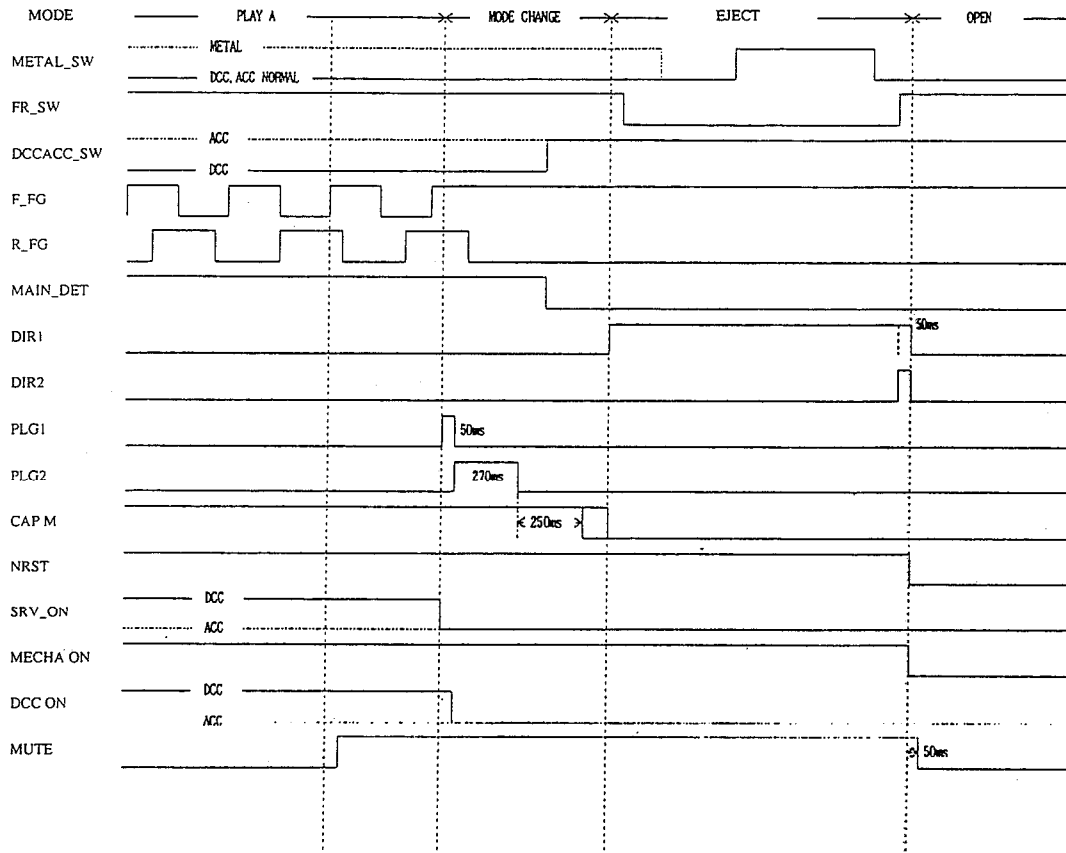 MODE PLAY A MODE CHANGE EJECT OPEN
METAL
METAL_SW
DCC, ACC NORMAL
FR_SW
ACC
DCCACC_SW
DCC
F_FG
R_FG
MAIN_DET
DIR1 50ms
DIR2
PLG1 50ms
PLG2 270ms
CAP M 250ms
NRST
DCC
SRV_ON
ACC
MECHA ON
DCC
DCC ON
ACC
MUTE 50ms